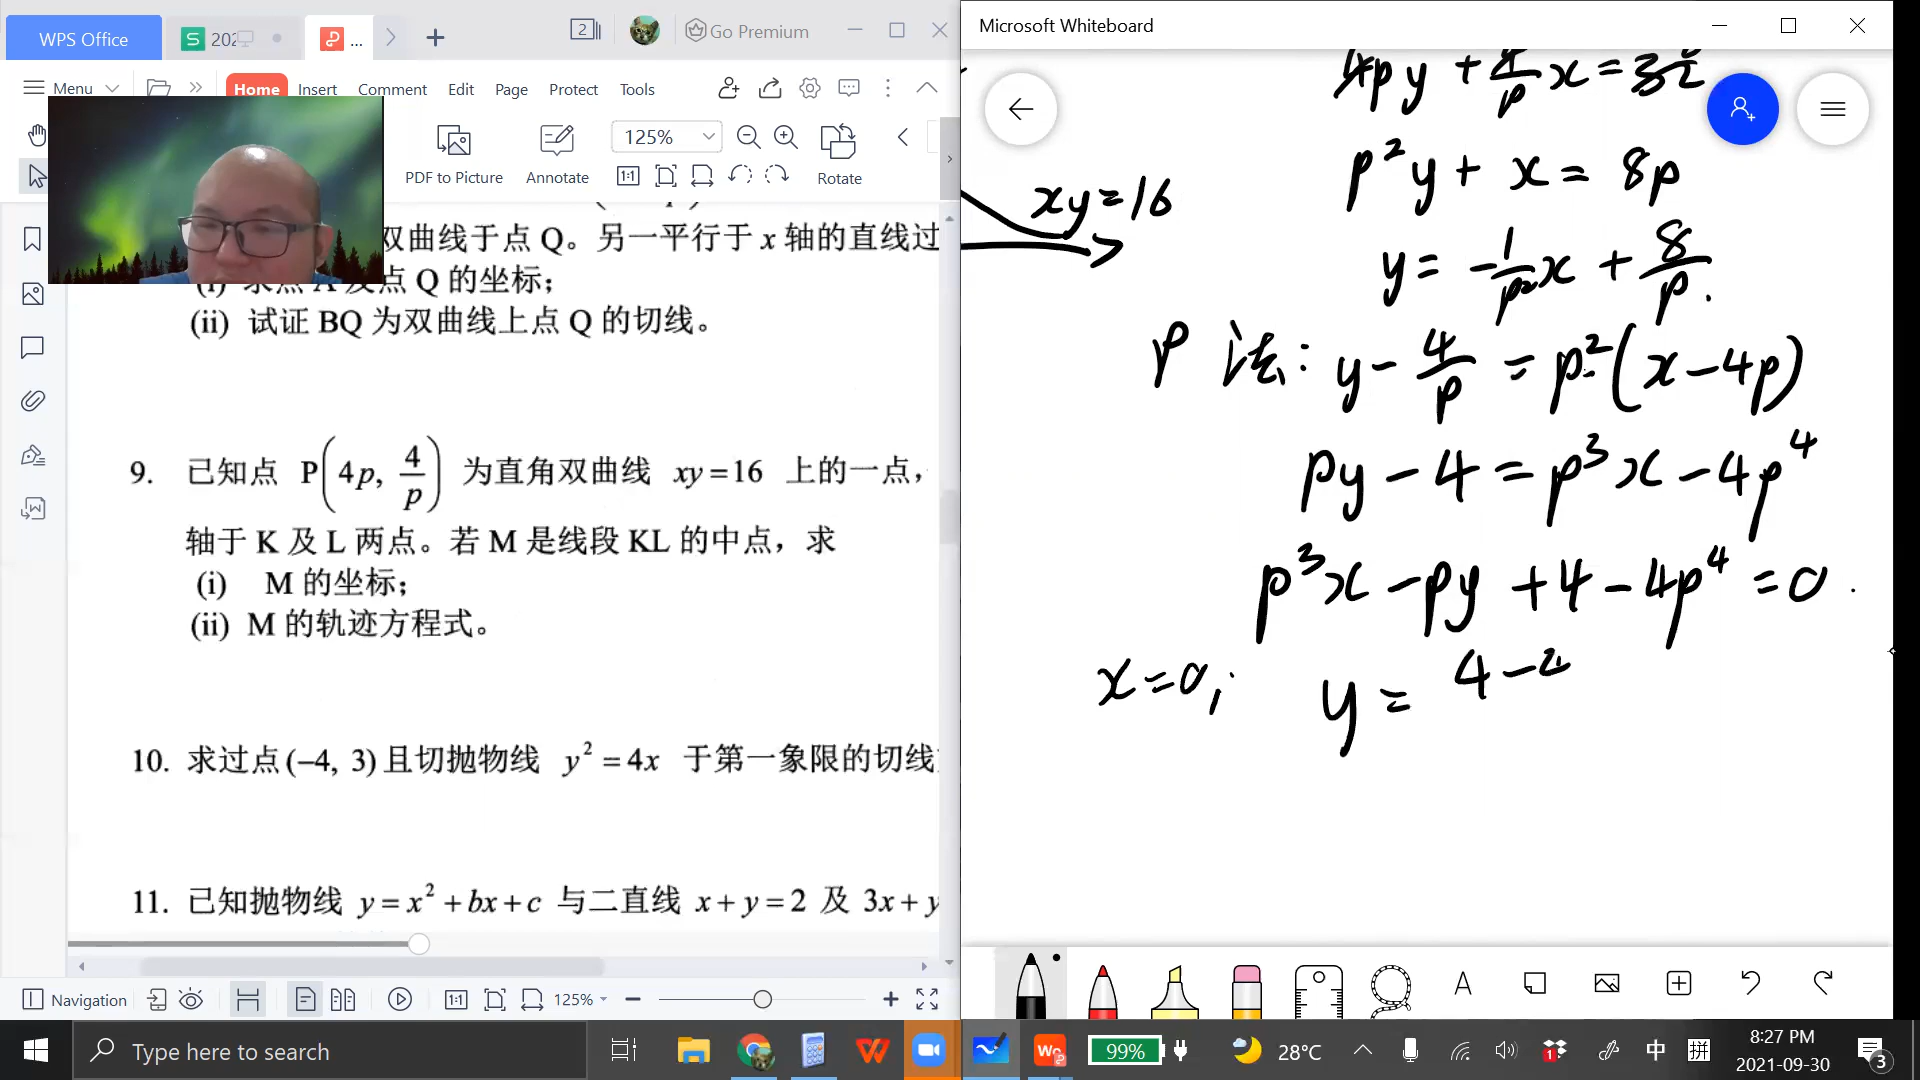 WPS Office
202
...
2
Go Premium
Menu
Home
Insert
Comment
Edit
Page
Protect
Tools
125%
PDF to Picture
Annotate
Rotate
双曲线于点 Q。另一平行于 x 轴的直线过
点 Q 的坐标;
(ii) 试证 BQ 为双曲线上点 Q 的切线。
9. 已知点 P(4p, 4/p) 为直角双曲线 xy=16 上的一点,
轴于 K 及 L 两点。若 M 是线段 KL 的中点,求
(i) M 的坐标;
(ii) M 的轨迹方程式。
10. 求过点(–4, 3)且切抛物线 y² = 4x 于第一象限的切线
11. 已知抛物线 y = x² + bx + c 与二直线 x + y = 2 及 3x + y
Navigation
125%
Microsoft Whiteboard
xy=16
4py + 4/p x = 32
p²y + x = 8p
y = -1/p² x + 8/p.
P 法: y - 4/p = p²(x - 4p)
py - 4 = p³x - 4p⁴
p³x - py + 4 - 4p⁴ = 0.
x=0, y = 4-4
Type here to search
99%
28°C
中
拼
8:27 PM
2021-09-30
3